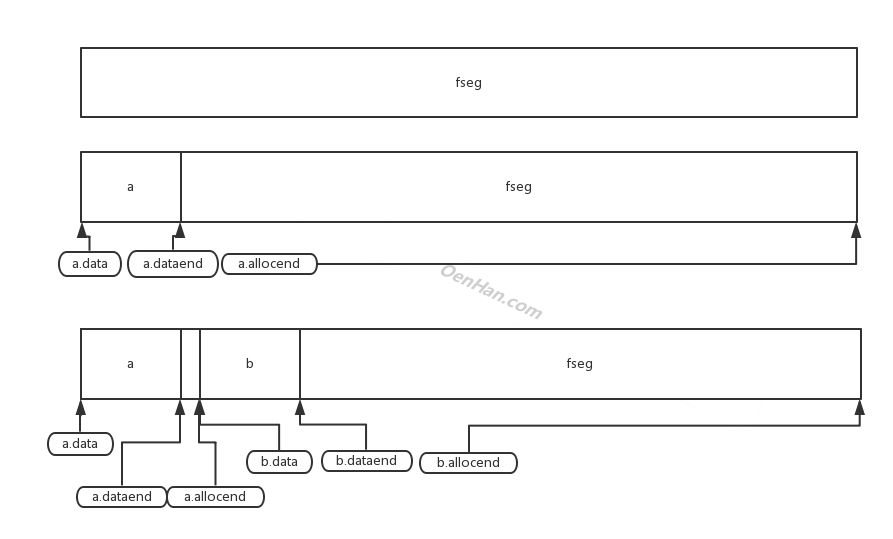 fseg
a fseg
a.data a.dataend a.allocend
OenHan.com
a b fseg
a.data b.data b.dataend b.allocend
a.dataend a.allocend